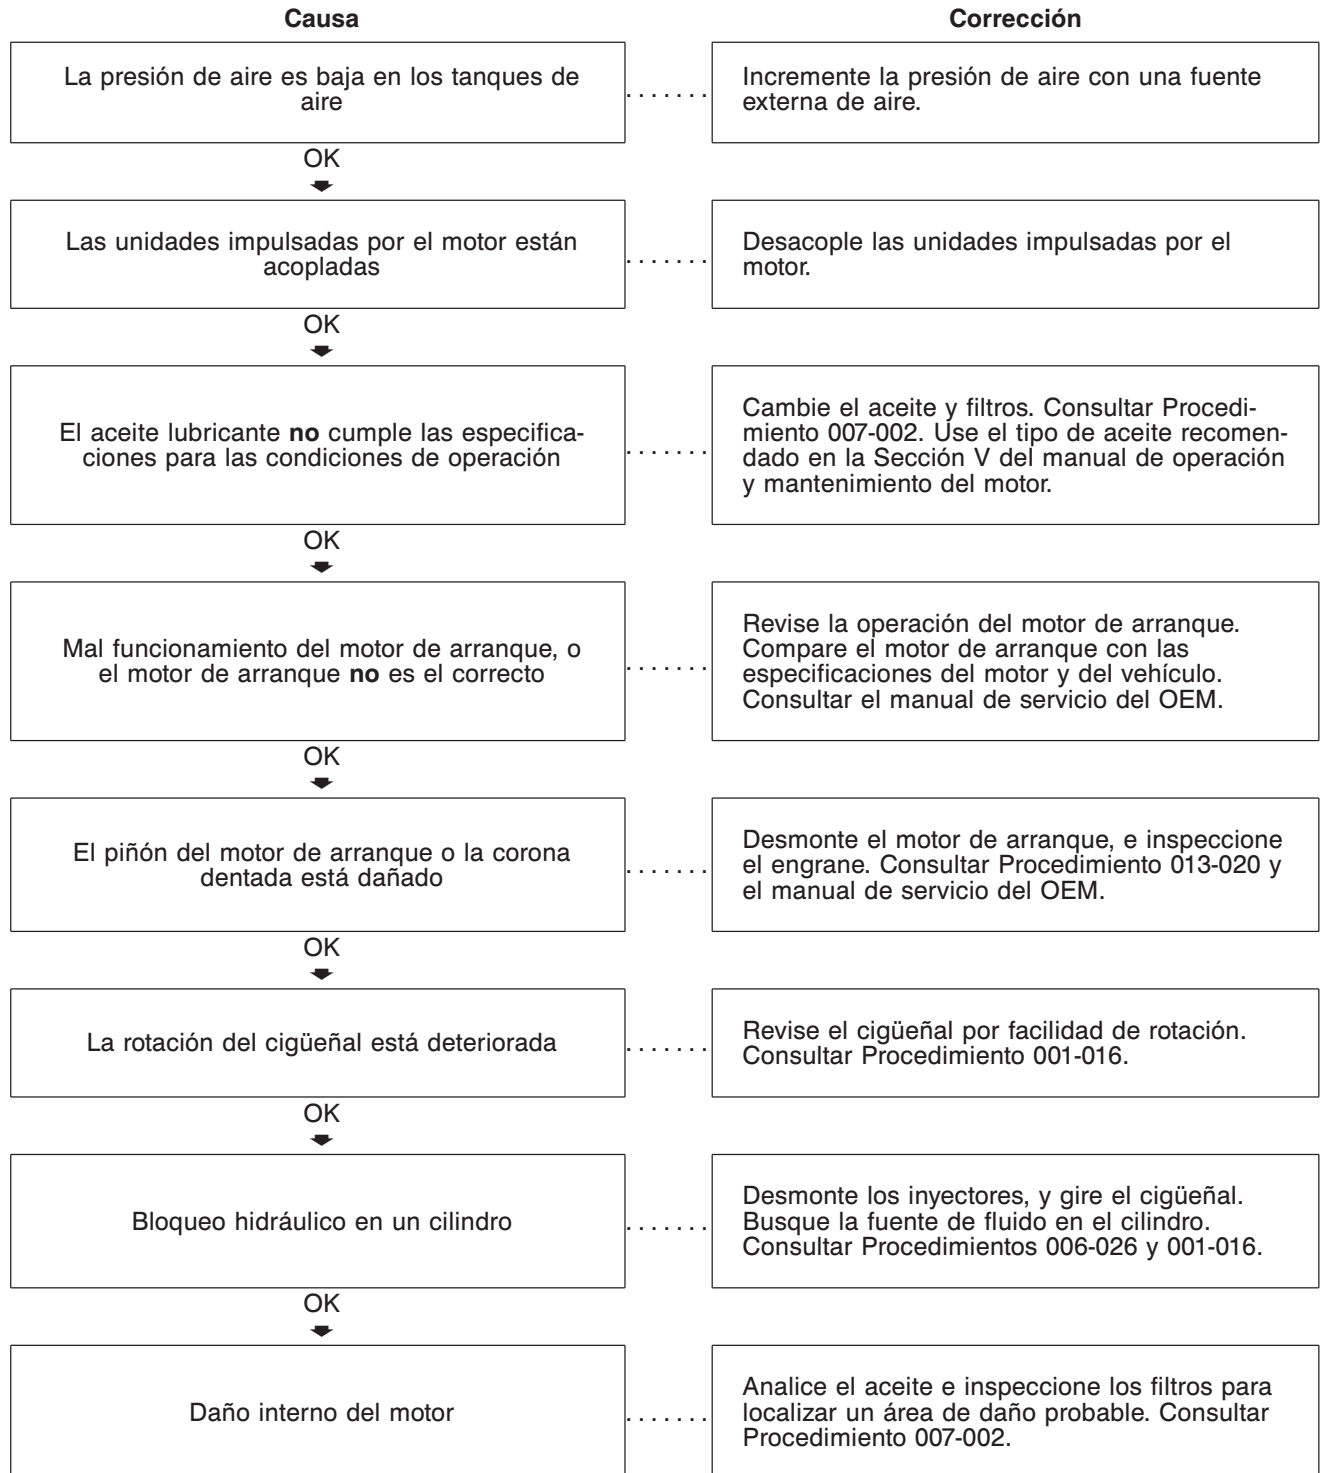 Causa
Corrección
La presión de aire es baja en los tanques de
aire
.......
Incremente la presión de aire con una fuente
externa de aire.
OK
Las unidades impulsadas por el motor están
acopladas
.......
Desacople las unidades impulsadas por el
motor.
OK
El aceite lubricante no cumple las especifica-
ciones para las condiciones de operación
.......
Cambie el aceite y filtros. Consultar Procedi-
miento 007-002. Use el tipo de aceite recomen-
dado en la Sección V del manual de operación
y mantenimiento del motor.
OK
Mal funcionamiento del motor de arranque, o
el motor de arranque no es el correcto
.......
Revise la operación del motor de arranque.
Compare el motor de arranque con las
especificaciones del motor y del vehículo.
Consultar el manual de servicio del OEM.
OK
El piñón del motor de arranque o la corona
dentada está dañado
.......
Desmonte el motor de arranque, e inspeccione
el engrane. Consultar Procedimiento 013-020 y
el manual de servicio del OEM.
OK
La rotación del cigüeñal está deteriorada
.......
Revise el cigüeñal por facilidad de rotación.
Consultar Procedimiento 001-016.
OK
Bloqueo hidráulico en un cilindro
.......
Desmonte los inyectores, y gire el cigüeñal.
Busque la fuente de fluido en el cilindro.
Consultar Procedimientos 006-026 y 001-016.
OK
Daño interno del motor
.......
Analice el aceite e inspeccione los filtros para
localizar un área de daño probable. Consultar
Procedimiento 007-002.